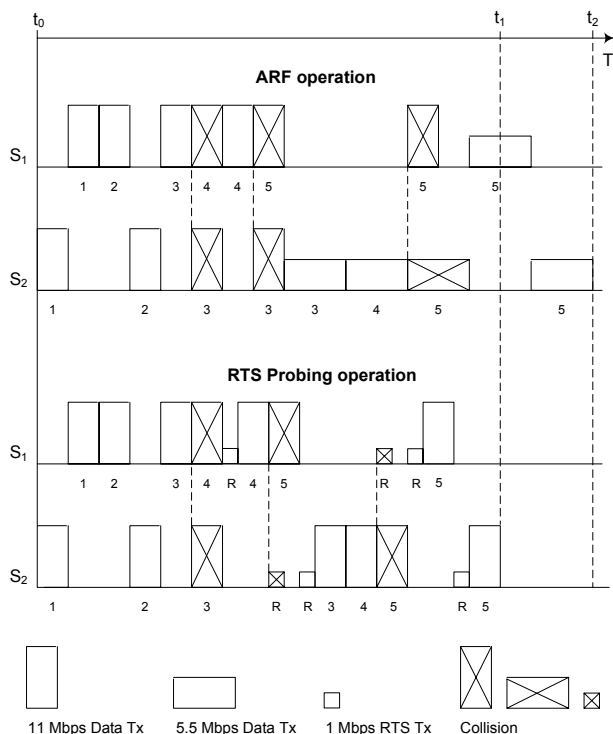 t0 t1 t2
T
ARF operation
S1
1 2 3 4 4 5 5 5
S2
1 2 3 3 3 4 5 5
RTS Probing operation
S1
1 2 3 4 R 4 5 R R 5
S2
1 2 3 R R 3 4 5 R 5
11 Mbps Data Tx 5.5 Mbps Data Tx 1 Mbps RTS Tx Collision